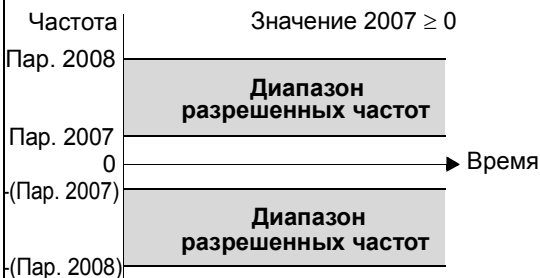 Частота
Значение 2007 ≥ 0
Пар. 2008
Диапазон
разрешенных частот
Пар. 2007
0
Время
-(Пар. 2007)
Диапазон
разрешенных частот
-(Пар. 2008)